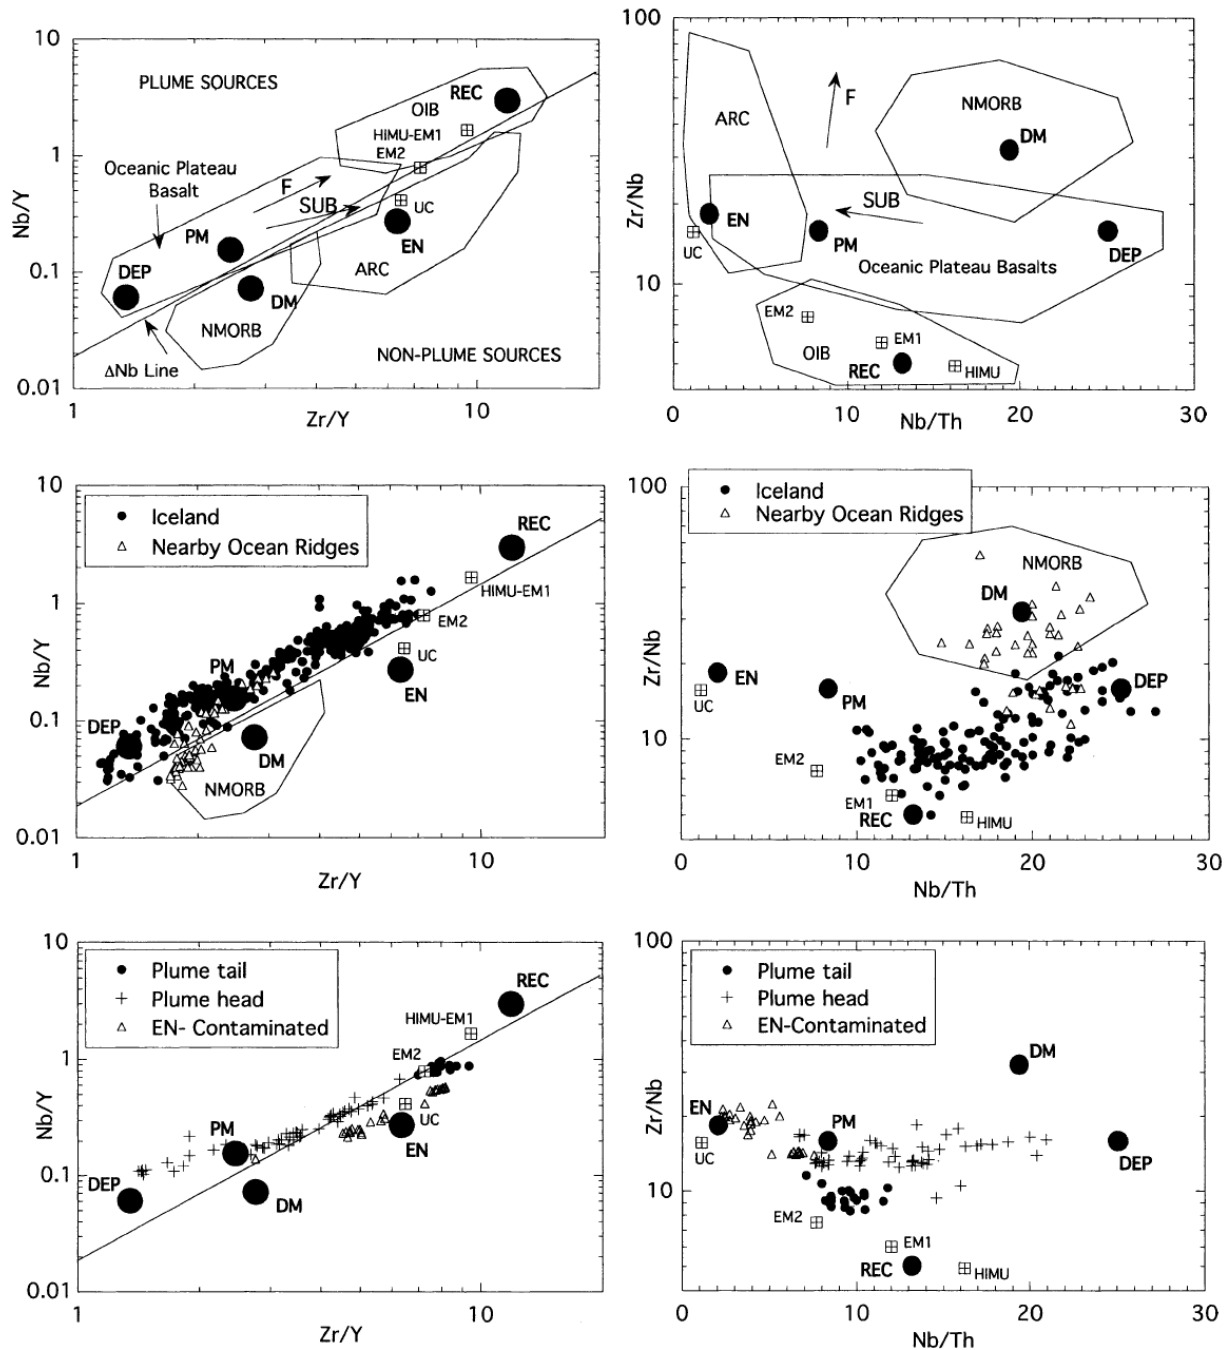 10
1
0.1
0.01
Nb/Y
PLUME SOURCES
OIB
REC
HIMU-EM1
EM2
Oceanic Plateau
Basalt
F
SUB
UC
PM
EN
DEP
ARC
DM
NMORB
ΔNb Line
NON-PLUME SOURCES
1
10
Zr/Y
100
10
Zr/Nb
ARC
F
NMORB
DM
EN
SUB
UC
PM
DEP
Oceanic Plateau Basalts
EM2
EM1
OIB
REC
HIMU
0
10
20
30
Nb/Th
10
1
0.1
0.01
Nb/Y
Iceland
Nearby Ocean Ridges
REC
HIMU-EM1
EM2
UC
PM
EN
DEP
DM
NMORB
1
10
Zr/Y
100
10
Zr/Nb
Iceland
Nearby Ocean Ridges
NMORB
DM
EN
UC
PM
DEP
EM2
EM1
REC
HIMU
0
10
20
30
Nb/Th
10
1
0.1
0.01
Nb/Y
Plume tail
Plume head
EN- Contaminated
REC
HIMU-EM1
EM2
UC
PM
EN
DEP
DM
1
10
Zr/Y
100
10
Zr/Nb
Plume tail
Plume head
EN-Contaminated
DM
EN
UC
PM
DEP
EM2
EM1
REC
HIMU
0
10
20
30
Nb/Th